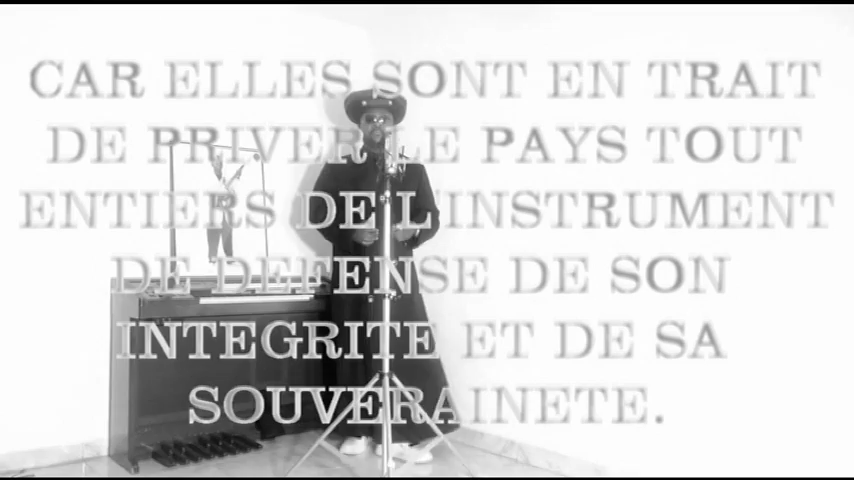 CAR ELLES SONT EN TRAIT
DE PRIVER LE PAYS TOUT
ENTIERS DE L'INSTRUMENT
DE DEFENSE DE SON
INTEGRITE ET DE SA
SOUVERAINETE.